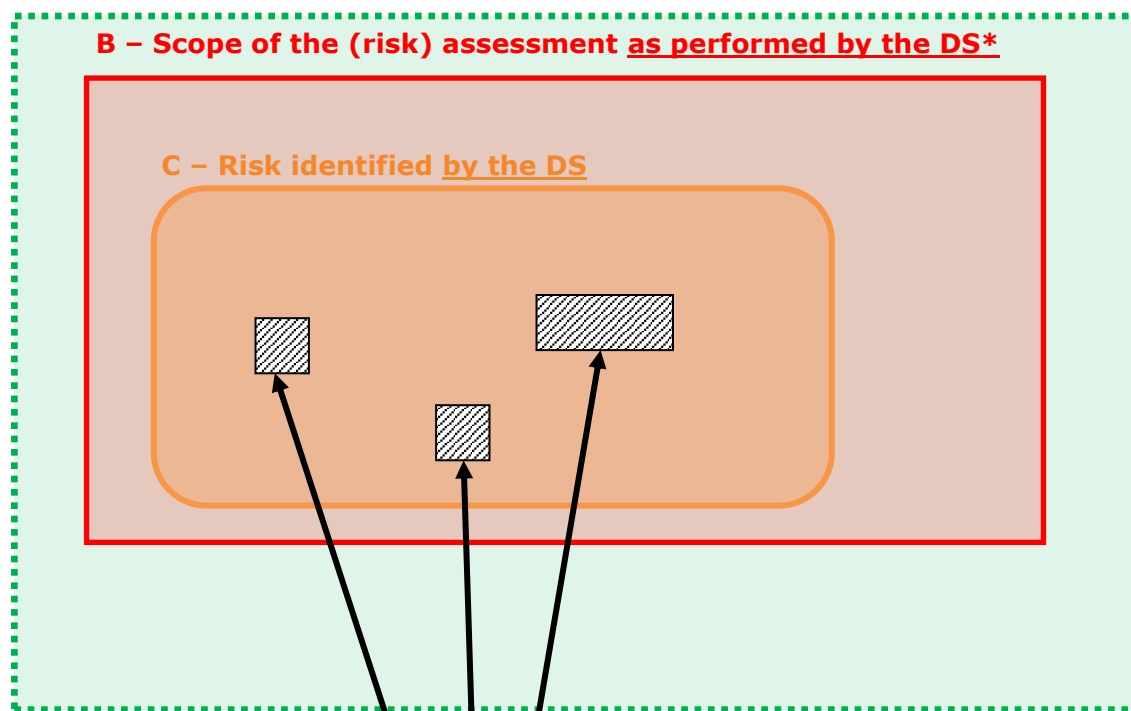 B – Scope of the (risk) assessment as performed by the DS*
C – Risk identified by the DS